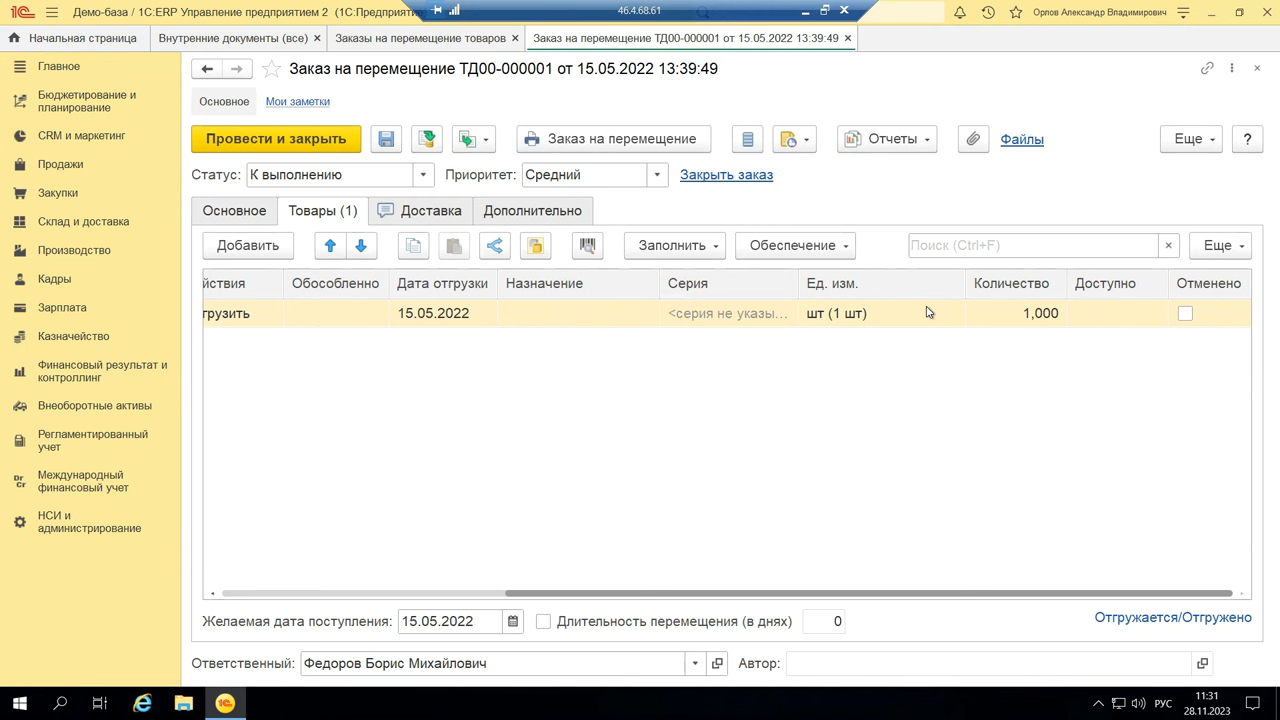 Демо-база / 1С:ERP Управление предприятием 2 (1С:Предприятие
46.4.68.61
Орлов Александр Владимирович
Начальная страница
Внутренние документы (все) ×
Заказы на перемещение товаров ×
Заказ на перемещение ТД00-000001 от 15.05.2022 13:39:49 ×
Главное
Бюджетирование и
планирование
CRM и маркетинг
Продажи
Закупки
Склад и доставка
Производство
Кадры
Зарплата
Казначейство
Финансовый результат и
контроллинг
Внеоборотные активы
Регламентированный
учет
Международный
финансовый учет
НСИ и
администрирование
Заказ на перемещение ТД00-000001 от 15.05.2022 13:39:49
Основное Мои заметки
Провести и закрыть Заказ на перемещение Отчеты Файлы Еще ?
Статус: К выполнению Приоритет: Средний Закрыть заказ
Основное Товары (1) Доставка Дополнительно
Добавить Заполнить Обеспечение Поиск (Ctrl+F) × Еще
йствия Обособленно Дата отгрузки Назначение Серия Ед. изм. Количество Доступно Отменено
грузить 15.05.2022 <серия не указы... шт (1 шт) 1,000
Желаемая дата поступления: 15.05.2022 Длительность перемещения (в днях) 0 Отгружается/Отгружено
Ответственный: Федоров Борис Михайлович Автор:
РУС
11:31
28.11.2023